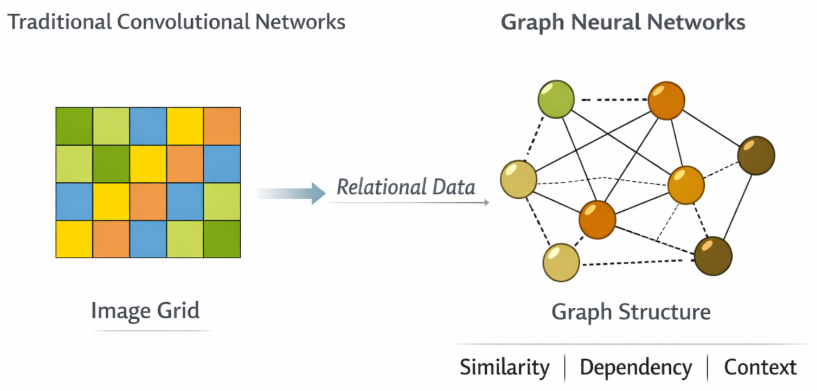 Traditional Convolutional Networks
Graph Neural Networks
Relational Data
Image Grid
Graph Structure
Similarity | Dependency | Context